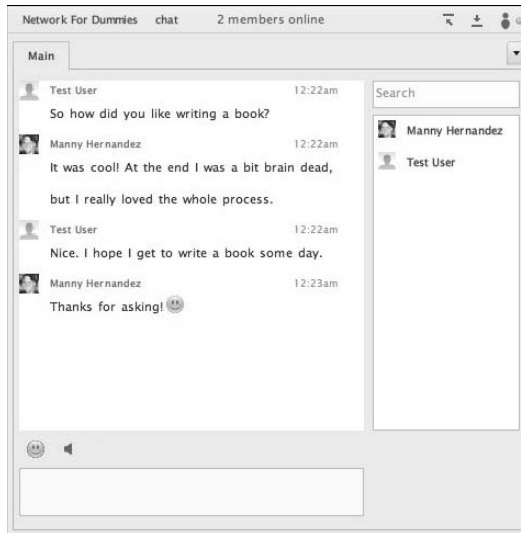 Network For Dummies chat 2 members online
Main
Test User 12:22am
So how did you like writing a book?
Manny Hernandez 12:22am
It was cool! At the end I was a bit brain dead,
but I really loved the whole process.
Test User 12:22am
Nice. I hope I get to write a book some day.
Manny Hernandez 12:23am
Thanks for asking!
Search
Manny Hernandez
Test User